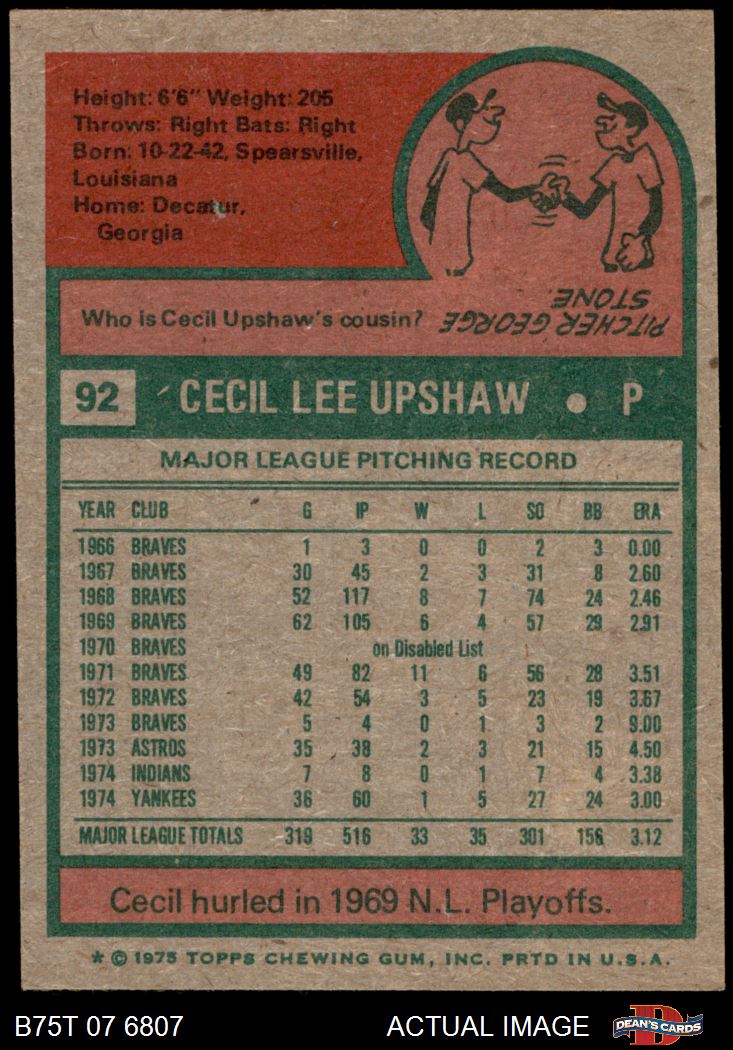 Height: 6'6" Weight: 205
Throws: Right Bats: Right
Born: 10-22-42, Spearsville,
Louisiana
Home: Decatur,
Georgia
Who is Cecil Upshaw's cousin?
PITCHER GEORGE
STONE.
92 CECIL LEE UPSHAW • P
MAJOR LEAGUE PITCHING RECORD
YEAR CLUB G IP W L SO BB ERA
1966 BRAVES 1 3 0 0 2 3 0.00
1967 BRAVES 30 45 2 3 31 8 2.60
1968 BRAVES 52 117 8 7 74 24 2.46
1969 BRAVES 62 105 6 4 57 29 2.91
1970 BRAVES on Disabled List
1971 BRAVES 49 82 11 6 56 28 3.51
1972 BRAVES 42 54 3 5 23 19 3.67
1973 BRAVES 5 4 0 1 3 2 9.00
1973 ASTROS 35 38 2 3 21 15 4.50
1974 INDIANS 7 8 0 1 7 4 3.38
1974 YANKEES 36 60 1 5 27 24 3.00
MAJOR LEAGUE TOTALS 319 516 33 35 301 156 3.12
Cecil hurled in 1969 N.L. Playoffs.
* © 1975 TOPPS CHEWING GUM, INC. PRTD IN U.S.A.
B75T 07 6807 ACTUAL IMAGE DEAN'S CARDS